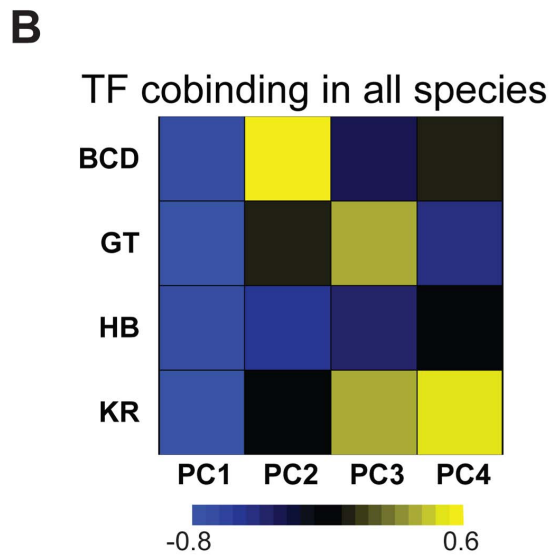 B
TF cobinding in all species
BCD
GT
HB
KR
PC1 PC2 PC3 PC4
-0.8 0.6